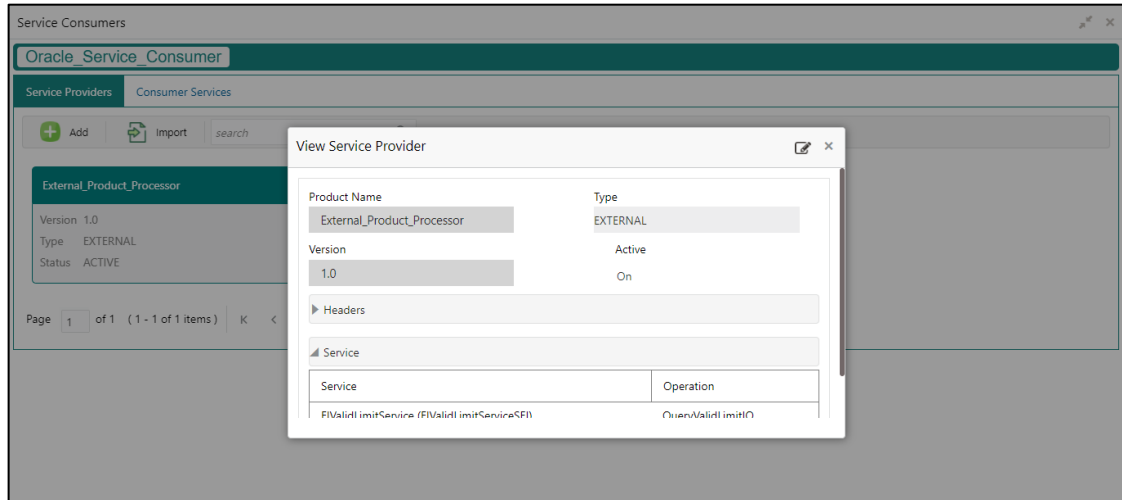 Service Consumers
Oracle_Service_Consumer
Service Providers Consumer Services
Add Import search
External_Product_Processor
Version 1.0
Type EXTERNAL
Status ACTIVE
Page 1 of 1 (1 - 1 of 1 items)
View Service Provider
Product Name Type
External_Product_Processor EXTERNAL
Version Active
1.0 On
Headers
Service
Service Operation